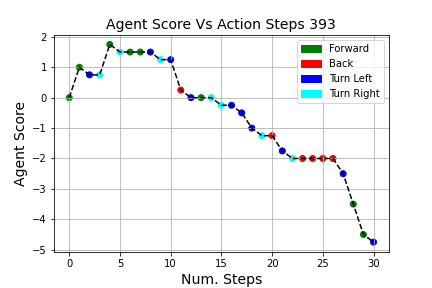 Agent Score Vs Action Steps 393
Agent Score
2
1
0
−1
−2
−3
−4
−5
Forward
Back
Turn Left
Turn Right
0 5 10 15 20 25 30
Num. Steps